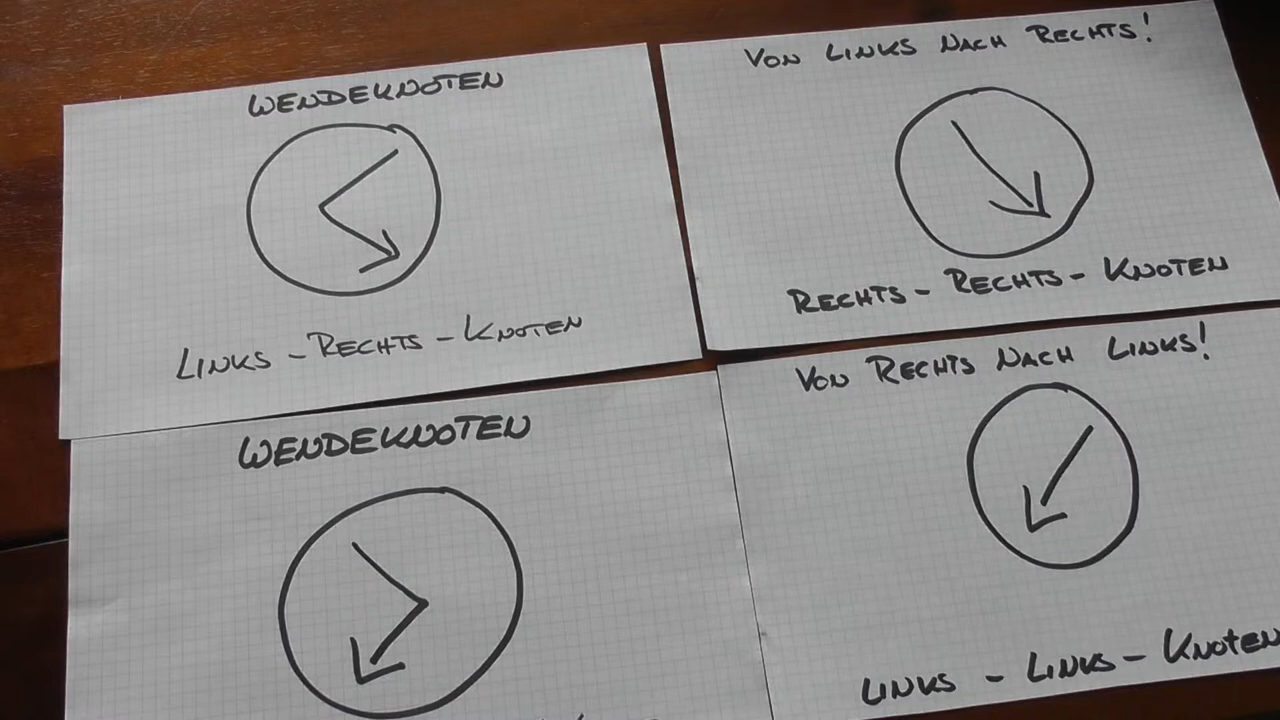 WENDEKNOTEN
LINKS - RECHTS - KNOTEN
VON LINKS NACH RECHTS!
RECHTS - RECHTS - KNOTEN
WENDEKNOTEN
VON RECHTS NACH LINKS!
LINKS - LINKS - KNOTEN